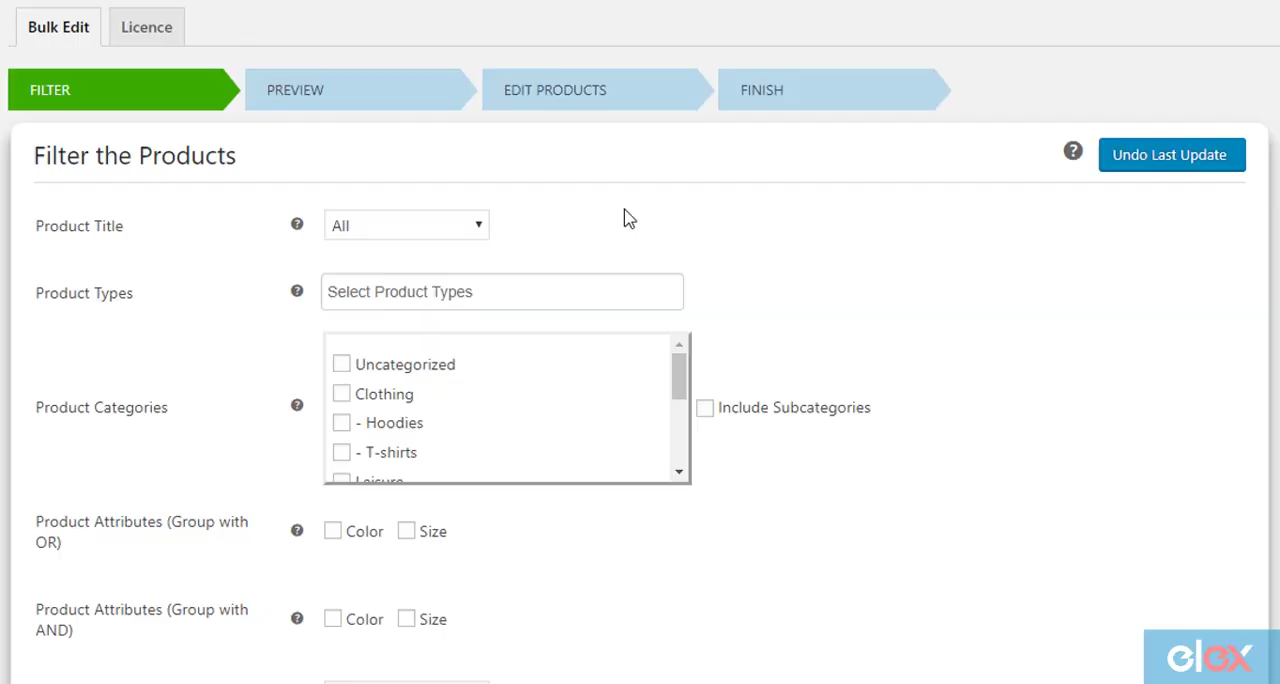 Bulk Edit Licence
FILTER PREVIEW EDIT PRODUCTS FINISH
Filter the Products ? Undo Last Update
Product Title ? All
Product Types ? Select Product Types
Uncategorized
Clothing
Product Categories ? Include Subcategories
- Hoodies
- T-shirts
Leisure
Product Attributes (Group with
OR) ? Color Size
Product Attributes (Group with
AND) ? Color Size
elex